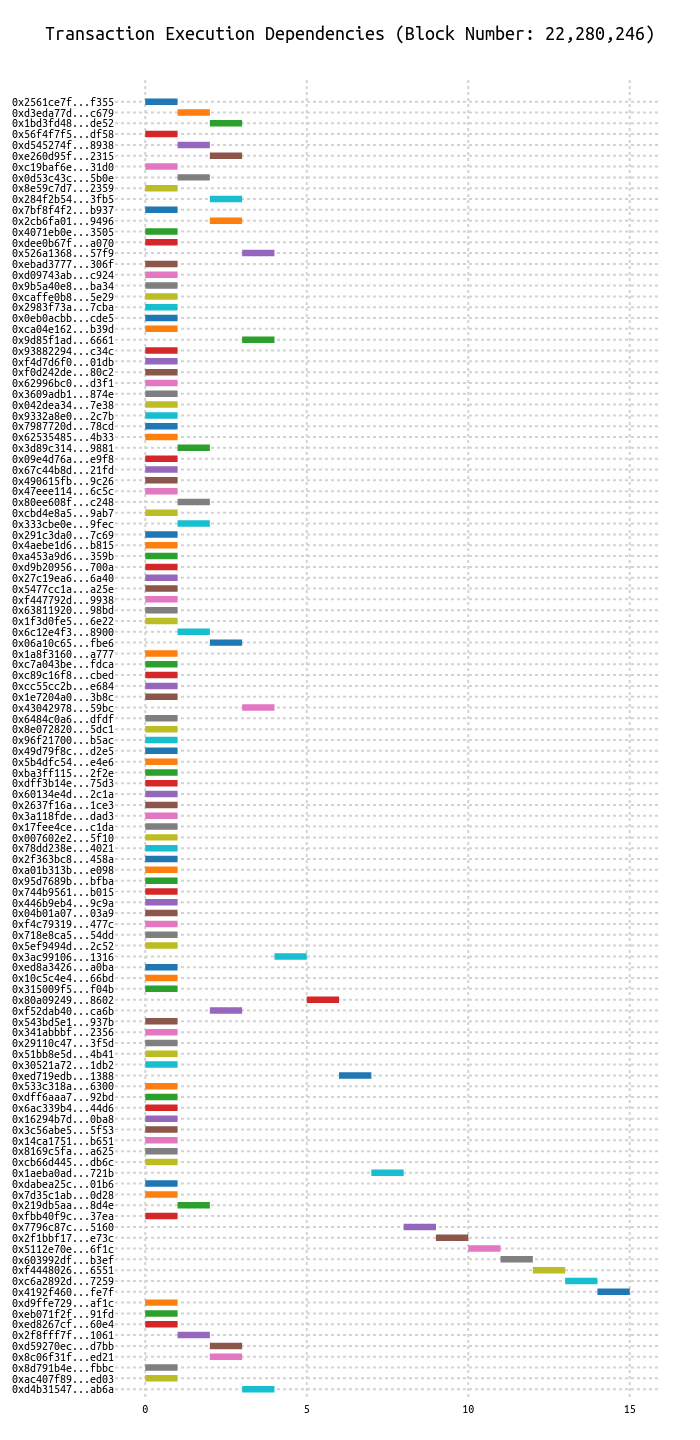 Transaction Execution Dependencies (Block Number: 22,280,246)
0x2561ce7f...f355
0xd3eda77d...c679
0x1bd3fd48...de52
0x56f4f7f5...df58
0xd545274f...8938
0xe260d95f...2315
0xc19baf6e...31d0
0x0d53c43c...5b0e
0x8e59c7d7...2359
0x284f2b54...3fb5
0x7bf8f4f2...b937
0x2cb6fa01...9496
0x4071eb0e...3505
0xdee0b67f...a070
0x526a1368...57f9
0xebad3777...306f
0xd09743ab...c924
0x9b5a40e8...ba34
0xcaffe0b8...5e29
0x2983f73a...7cba
0x0eb0acbb...cde5
0xca04e162...b39d
0x9d85f1ad...6661
0x93882294...c34c
0xf4d7d6f0...01db
0xf0d242de...80c2
0x62996bc0...d3f1
0x3609adb1...874e
0x042dea34...7e38
0x9332a8e0...2c7b
0x7987720d...78cd
0x62535485...4b33
0x3d89c314...9881
0x09e4d76a...e9f8
0x67c44b8d...21fd
0x490615fb...9c26
0x47eee114...6c5c
0x80ee608f...c248
0xcbd4e8a5...9ab7
0x333cbe0e...9fec
0x291c3da0...7c69
0x4aebe1d6...b815
0xa453a9d6...359b
0xd9b20956...700a
0x27c19ea6...6a40
0x5477cc1a...a25e
0xf447792d...9938
0x63811920...98bd
0x1f3d0fe5...6e22
0x6c12e4f3...8900
0x06a10c65...fbe6
0x1a8f3160...a777
0xc7a043be...fdca
0xc89c16f8...cbed
0xcc55cc2b...e684
0x1e7204a0...3b8c
0x43042978...59bc
0x6484c0a6...dfdf
0x8e072820...5dc1
0x96f21700...b5ac
0x49d79f8c...d2e5
0x5b4dfc54...e4e6
0xba3ff115...2f2e
0xdff3b14e...75d3
0x60134e4d...2c1a
0x2637f16a...1ce3
0x3a118fde...dad3
0x17fee4ce...c1da
0x007602e2...5f10
0x78dd238e...4021
0x2f363bc8...458a
0xa01b313b...e098
0x95d7689b...bfba
0x744b9561...b015
0x446b9eb4...9c9a
0x04b01a07...03a9
0xf4c79319...477c
0x718e8ca5...54dd
0x5ef9494d...2c52
0x3ac99106...1316
0xed8a3426...a0ba
0x10c5c4e4...66bd
0x315009f5...f04b
0x80a09249...8602
0xf52dab40...ca6b
0x543bd5e1...937b
0x341abbbf...2356
0x29110c47...3f5d
0x51bb8e5d...4b41
0x30521a72...1db2
0xed719edb...1388
0x533c318a...6300
0xdff6aaa7...92bd
0x6ac339b4...44d6
0x16294b7d...0ba8
0x3c56abe5...5f53
0x14ca1751...b651
0x8169c5fa...a625
0xcb66d445...db6c
0x1aeba0ad...721b
0xdabea25c...01b6
0x7d35c1ab...0d28
0x219db5aa...8d4e
0xfbb40f9c...37ea
0x7796c87c...5160
0x2f1bbf17...e73c
0x5112e70e...6f1c
0x603992df...b3ef
0xf4448026...6551
0xc6a2892d...7259
0x4192f460...fe7f
0xd9ffe729...af1c
0xeb071f2f...91fd
0xed8267cf...60e4
0x2f8fff7f...1061
0xd59270ec...d7bb
0x8c06f31f...ed21
0x8d791b4e...fbbc
0xac407f89...ed03
0xd4b31547...ab6a
0 5 10 15